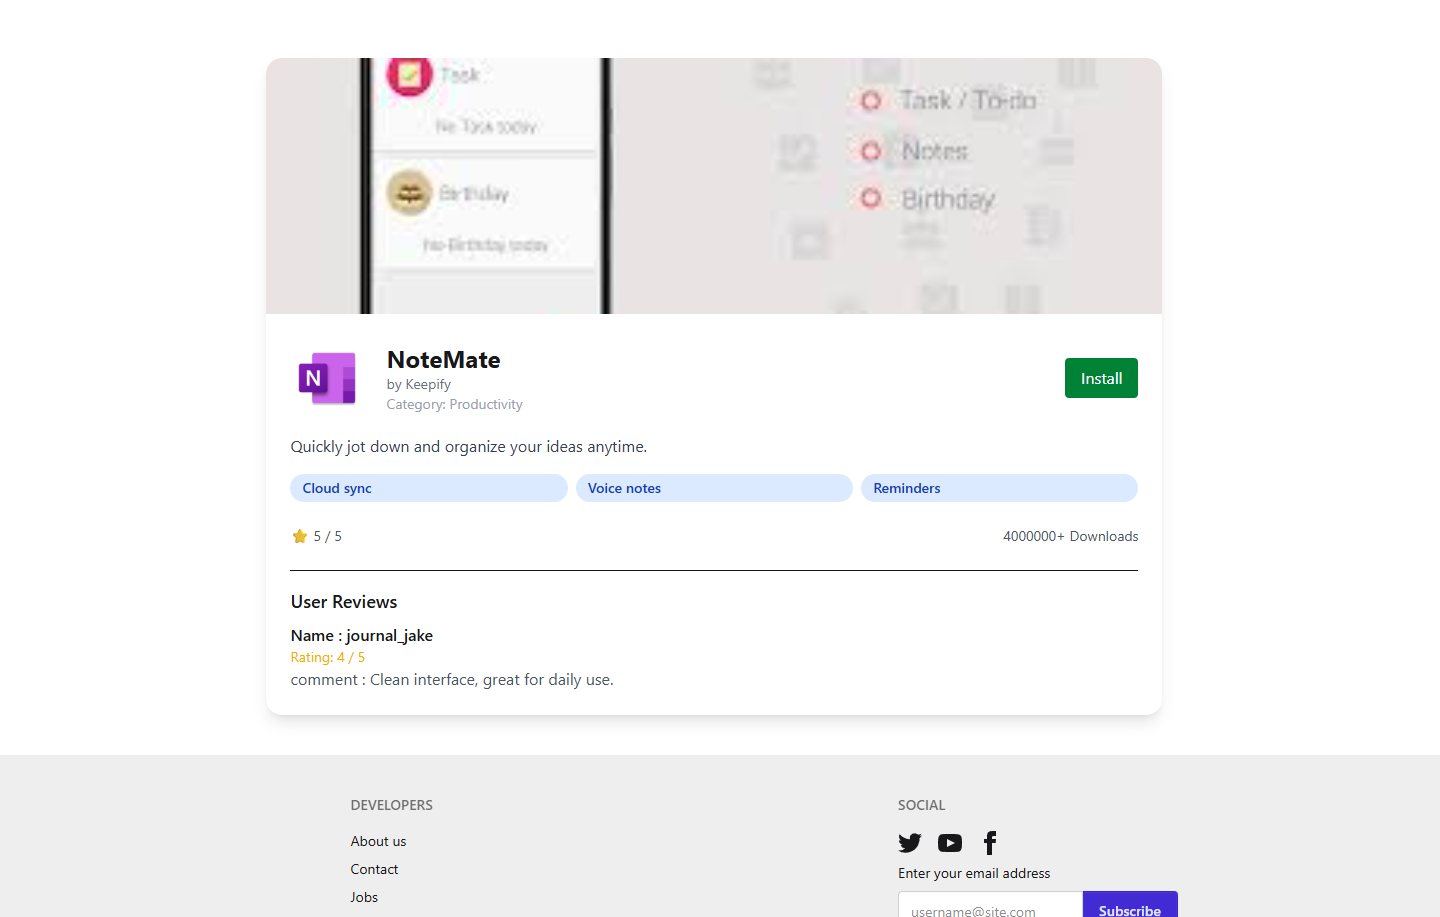 Task
No Task today
Birthday
No Birthday today
Task / To-do
Notes
Birthday
N
NoteMate
by Keepify
Category: Productivity
Install
Quickly jot down and organize your ideas anytime.
Cloud sync
Voice notes
Reminders
5 / 5
4000000+ Downloads
User Reviews
Name : journal_jake
Rating: 4 / 5
comment : Clean interface, great for daily use.
DEVELOPERS
About us
Contact
Jobs
SOCIAL
Enter your email address
username@site.com
Subscribe